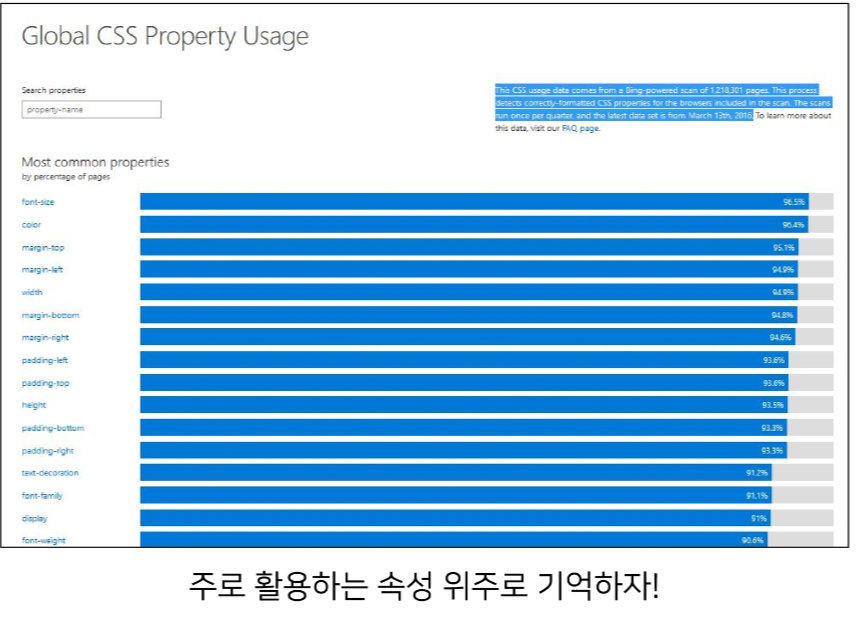 Global CSS Property Usage
Search properties
property-name
This CSS usage data comes from a Bing-powered scan of 1,218,301 pages. This process
detects correctly-formatted CSS properties for the browsers included in the scan. The scans
run once per quarter, and the latest data set is from March 13th, 2016. To learn more about
this data, visit our FAQ page.
Most common properties
by percentage of pages
font-size 96.5%
color 96.4%
margin-top 95.1%
margin-left 94.9%
width 94.9%
margin-bottom 94.8%
margin-right 94.6%
padding-left 93.6%
padding-top 93.6%
height 93.5%
padding-bottom 93.3%
padding-right 93.3%
text-decoration 91.2%
font-family 91.1%
display 91%
font-weight 90.6%
주로 활용하는 속성 위주로 기억하자!